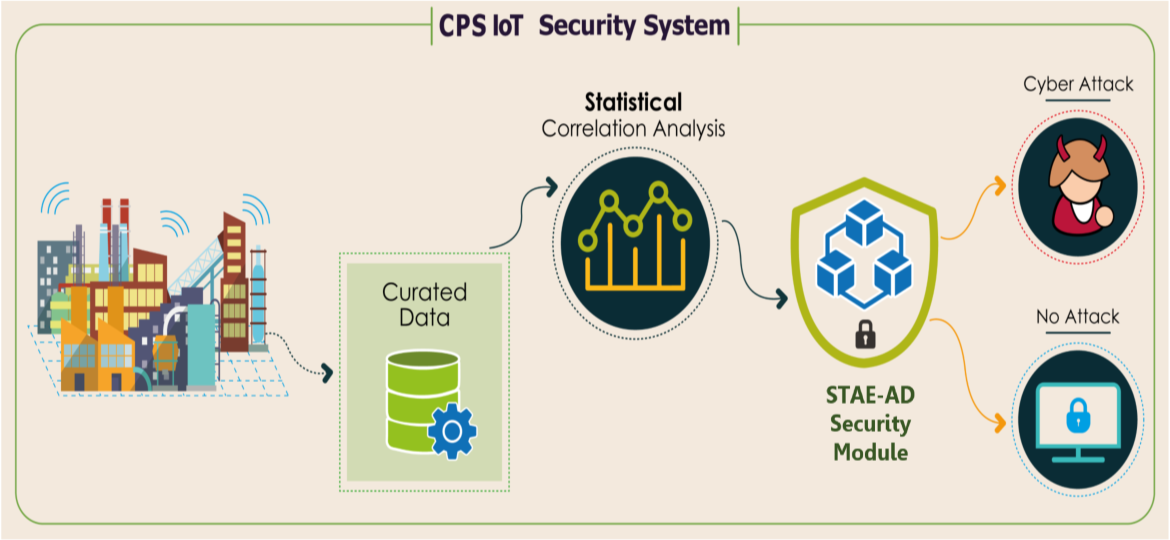 CPS IoT Security System
Statistical
Correlation Analysis
Curated
Data
STAE-AD
Security
Module
Cyber Attack
No Attack